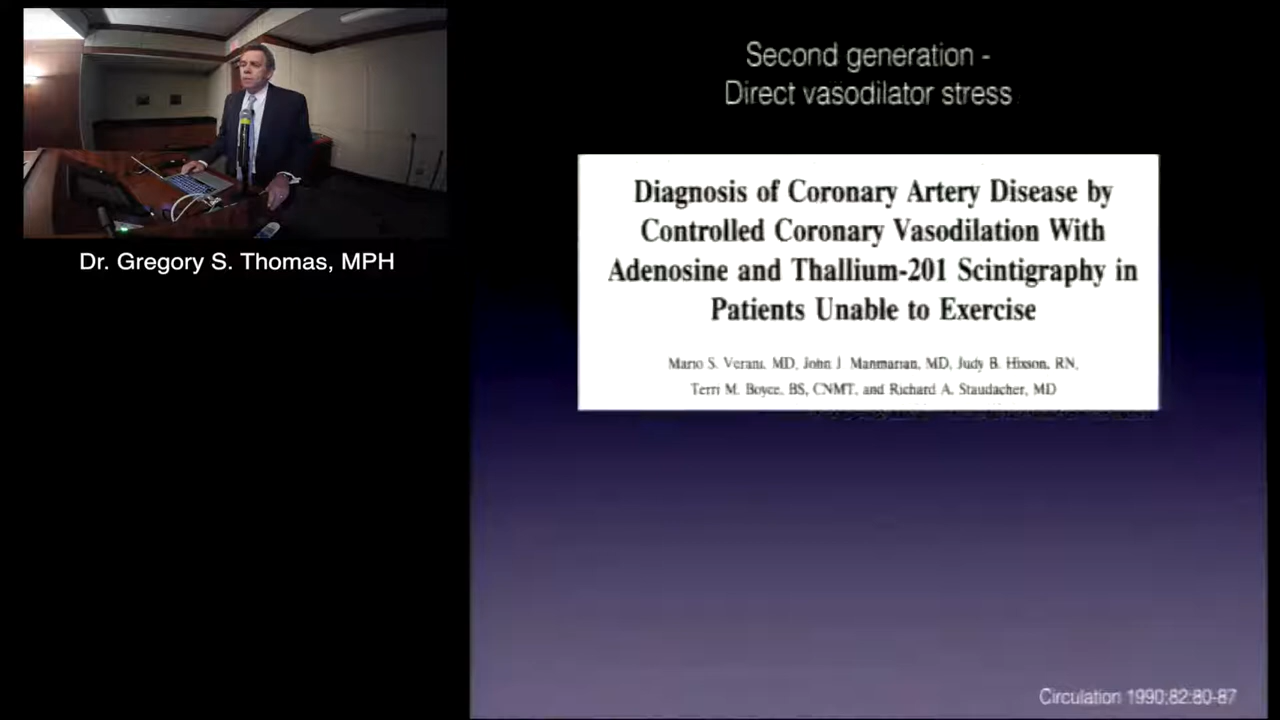 Second generation -
Direct vasodilator stress
Diagnosis of Coronary Artery Disease by
Controlled Coronary Vasodilation With
Adenosine and Thallium-201 Scintigraphy in
Patients Unable to Exercise
Mario S. Verani, MD, John J. Mahmarian, MD, Judy B. Hixson, RN,
Terri M. Boyce, BS, CNMT, and Richard A. Staudacher, MD
Dr. Gregory S. Thomas, MPH
Circulation 1990;82:80-87